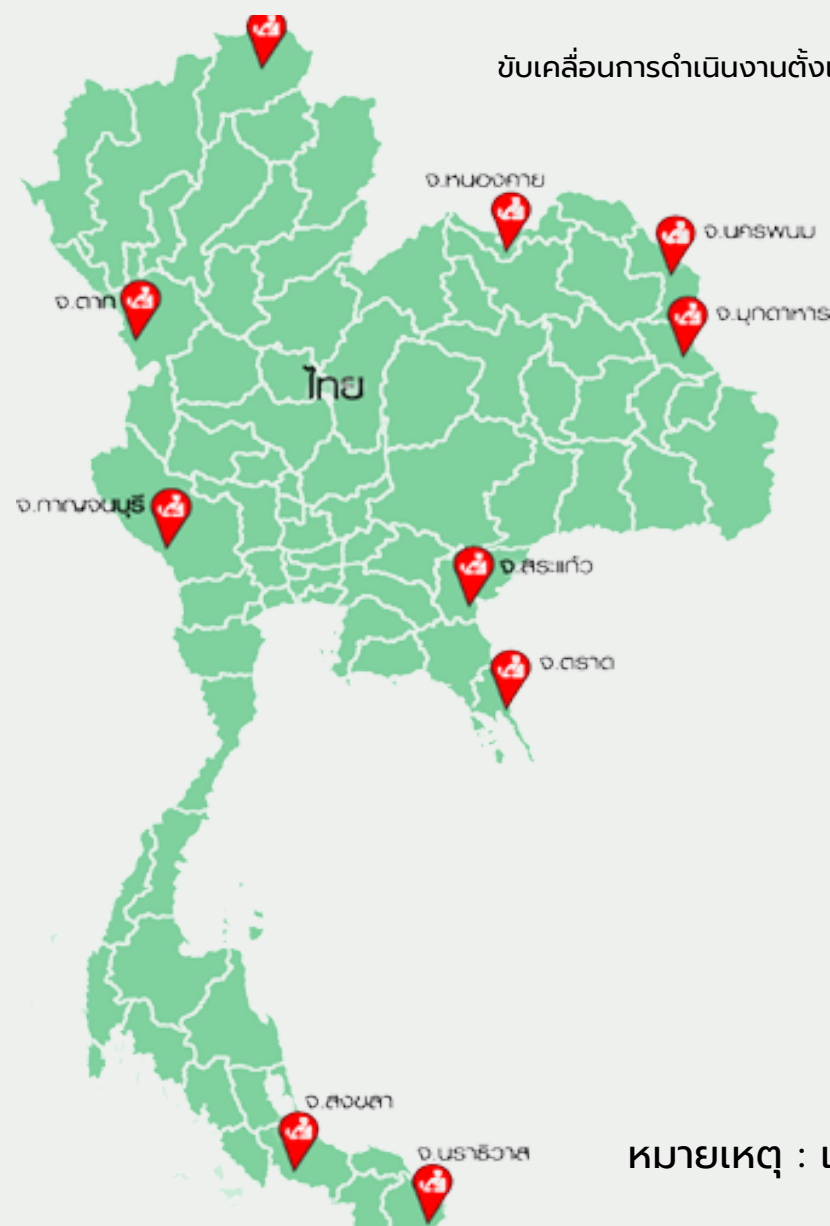 ขับเคลื่อนการดำเนินงานตั้งแ
จ.หนองคาย
จ.นครพนม
จ.ตาก
จ.มุกดาหาร
ไทย
จ.กาญจนบุรี
จ.สระแก้ว
จ.ตราด
จ.สงขลา
จ.นราธิวาส
หมายเหตุ : เ